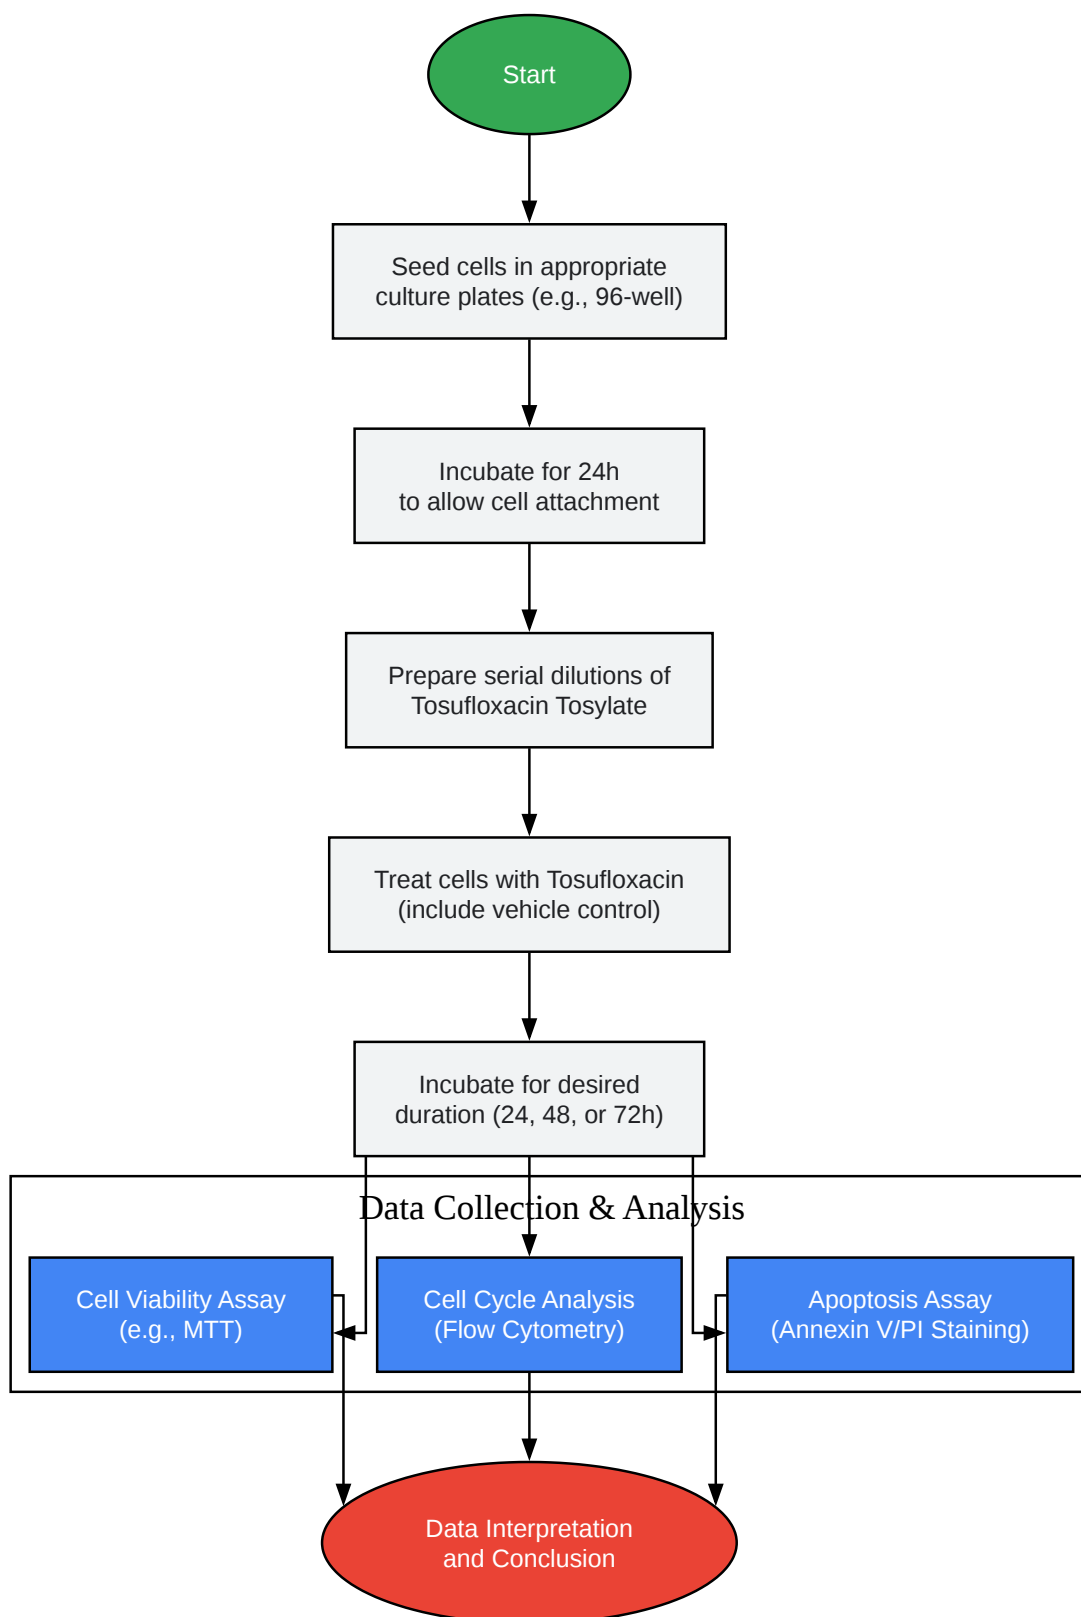 Start
Seed cells in appropriate
culture plates (e.g., 96-well)
Incubate for 24h
to allow cell attachment
Prepare serial dilutions of
Tosufloxacin Tosylate
Treat cells with Tosufloxacin
(include vehicle control)
Incubate for desired
duration (24, 48, or 72h)
Data Collection & Analysis
Cell Viability Assay
(e.g., MTT)
Cell Cycle Analysis
(Flow Cytometry)
Apoptosis Assay
(Annexin V/PI Staining)
Data Interpretation
and Conclusion